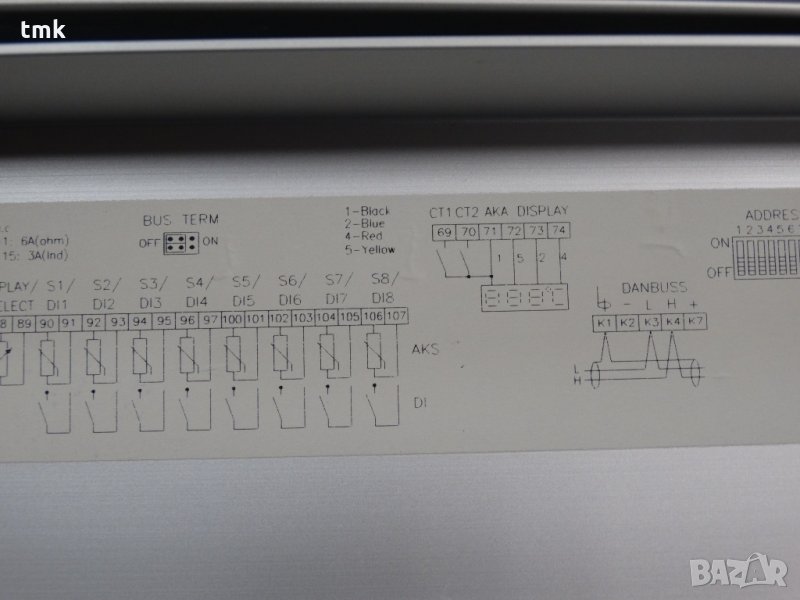 tmk
1: 6A(ohm)
15: 3A(ind)
BUS TERM
OFF ON
1-Black
2-Blue
4-Red
5-Yellow
CT1 CT2 AKA DISPLAY
69 70 71 72 73 74
1 5 2 4
ADDRES
1 2 3 4 5 6 7
ON
OFF
DANBUSS
- L H +
K1 K2 K3 K4 K7
L
H
S1/ S2/ S3/ S4/ S5/ S6/ S7/ S8/
DI1 DI2 DI3 DI4 DI5 DI6 DI7 DI8
89 90 91 92 93 94 95 96 97 100 101 102 103 104 105 106 107
AKS
DI
BAZAR